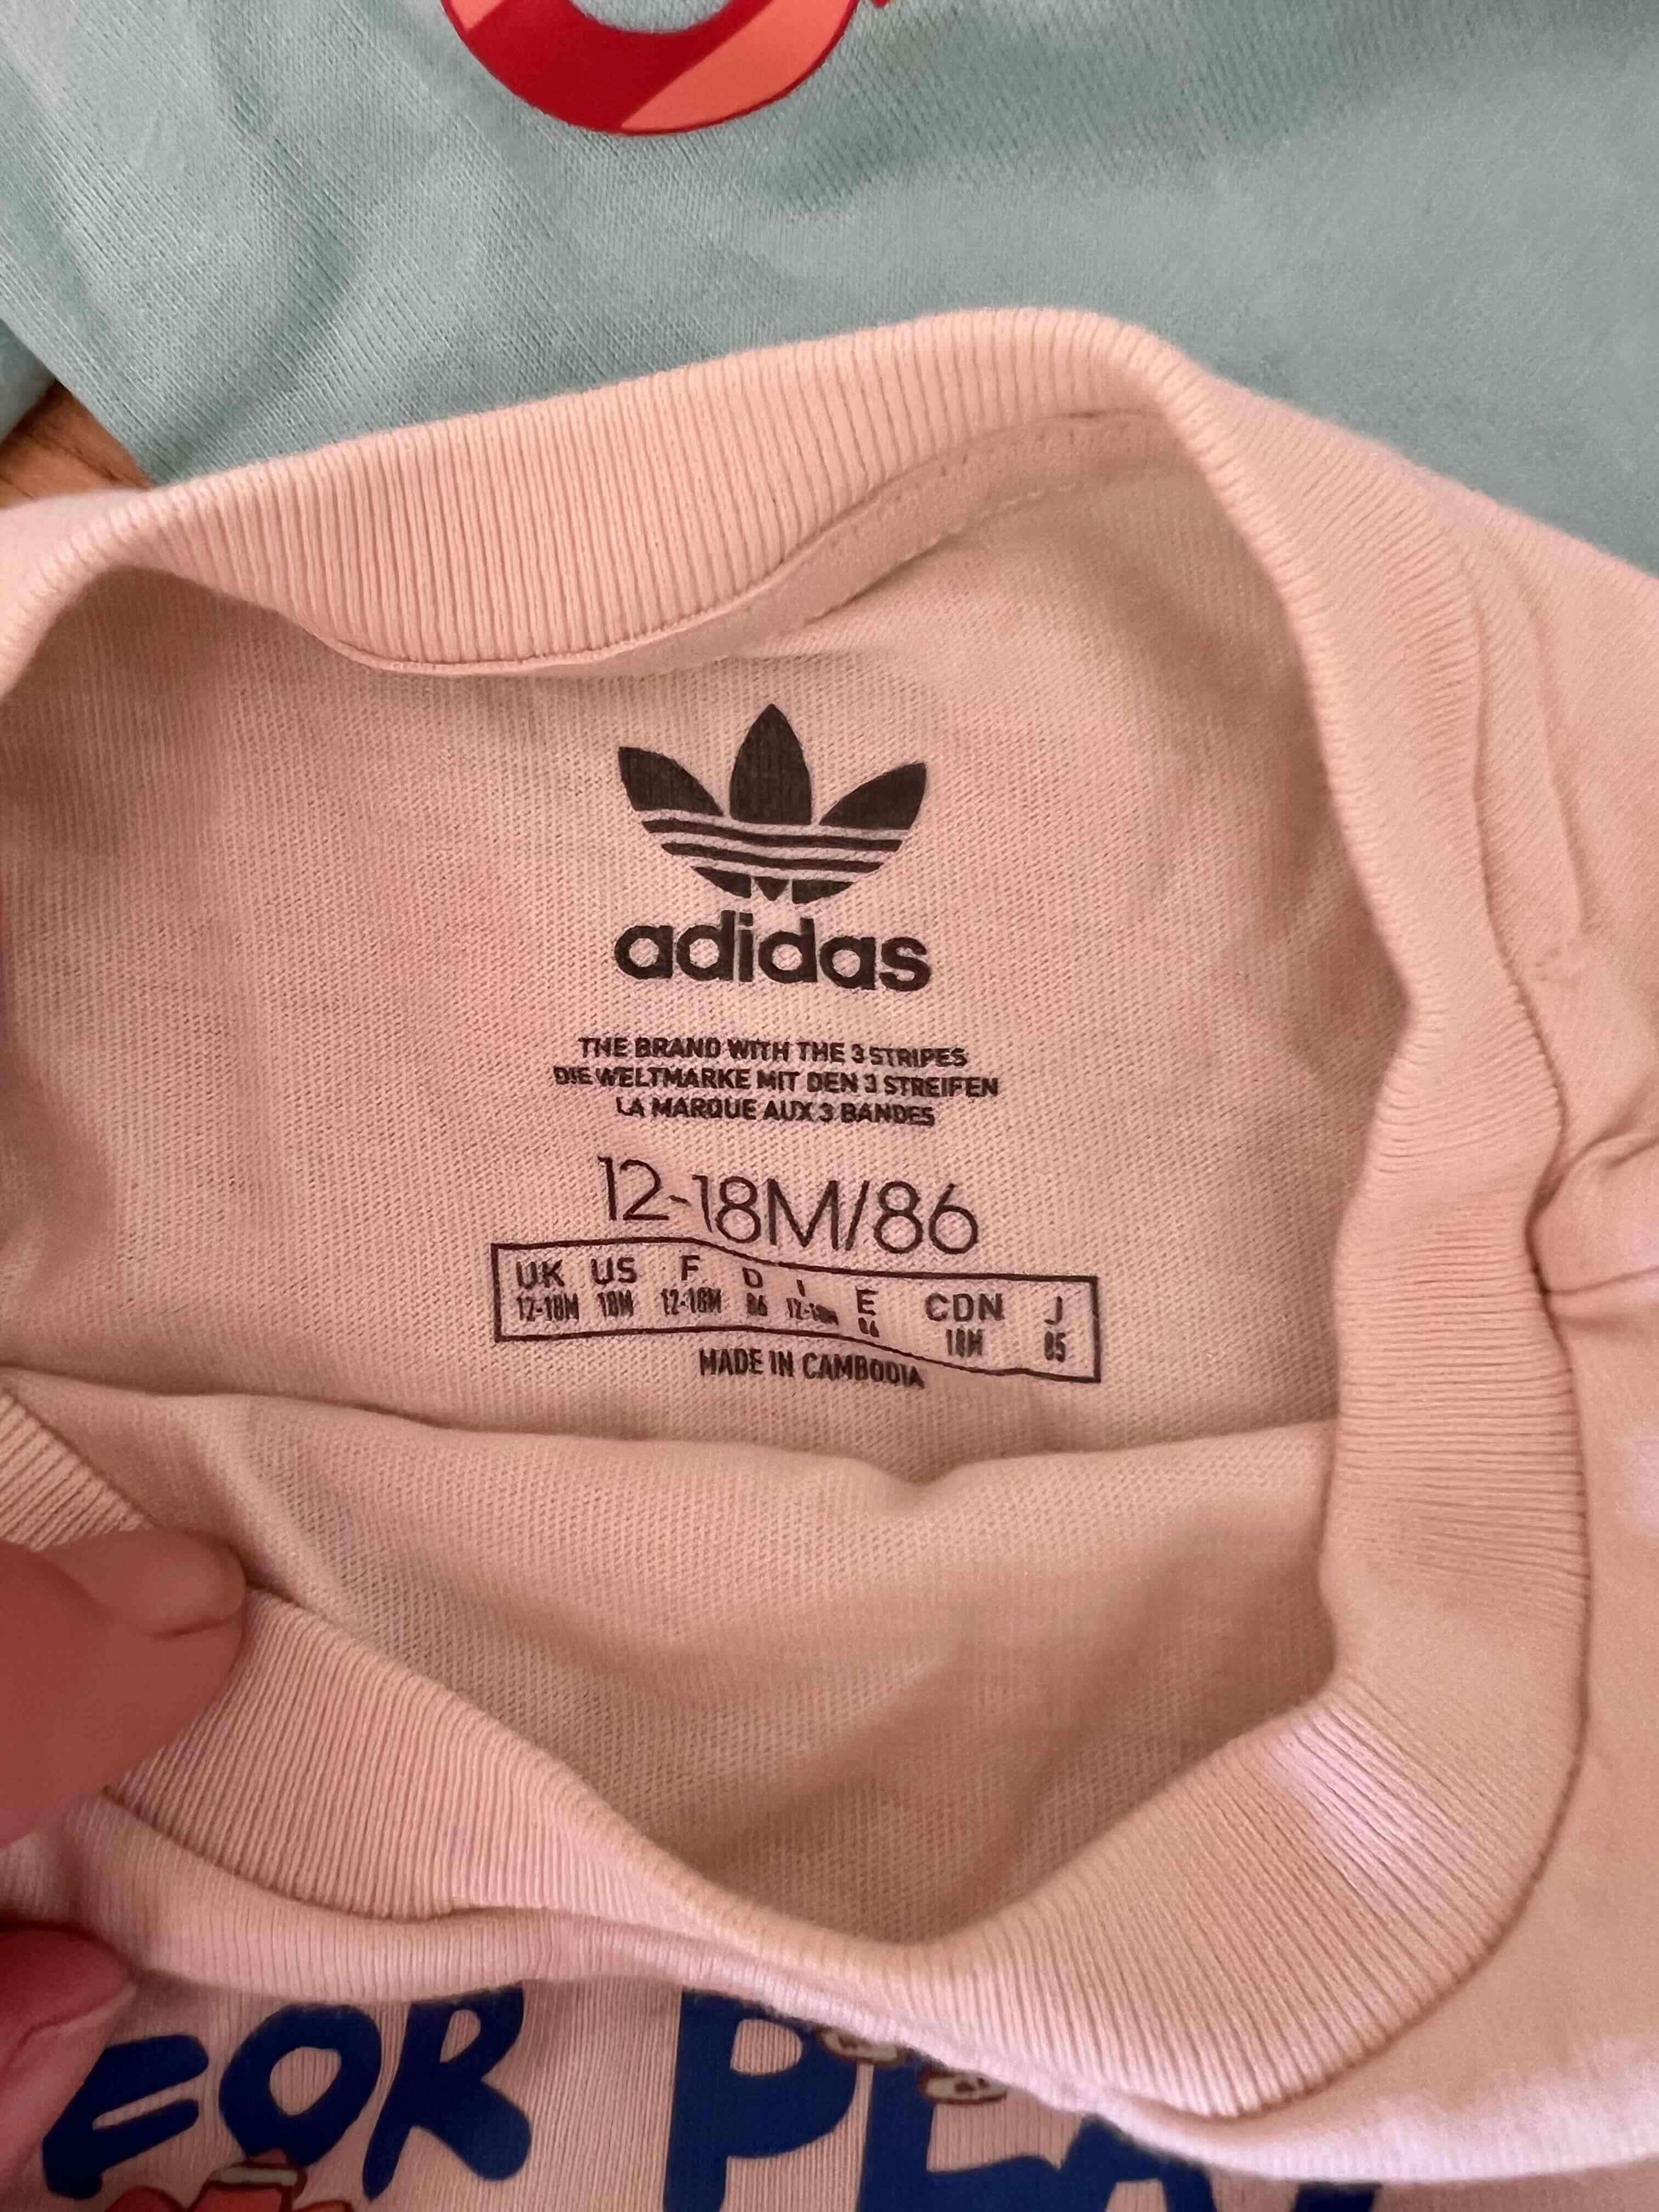 adidas
THE BRAND WITH THE 3 STRIPES
DIE WELTMARKE MIT DEN 3 STREIFEN
LA MARQUE AUX 3 BANDES
12-18M/86
UK US F D I E CDN J
12-18M 18M 12-18M 86 12-18M 86 18M 85
MADE IN CAMBODIA
FOR